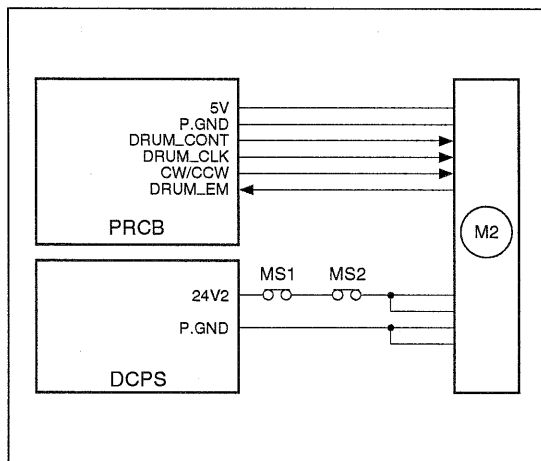 5V
P.GND
DRUM_CONT
DRUM_CLK
CW/CCW
DRUM_EM
PRCB
M2
MS1 MS2
24V2
P.GND
DCPS